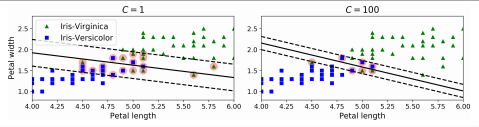 C = 1
Iris-Virginica
Iris-Versicolor
Petal width
2.5
2.0
1.5
1.0
4.00 4.25 4.50 4.75 5.00 5.25 5.50 5.75 6.00
Petal length
C = 100
2.5
2.0
1.5
1.0
4.00 4.25 4.50 4.75 5.00 5.25 5.50 5.75 6.00
Petal length